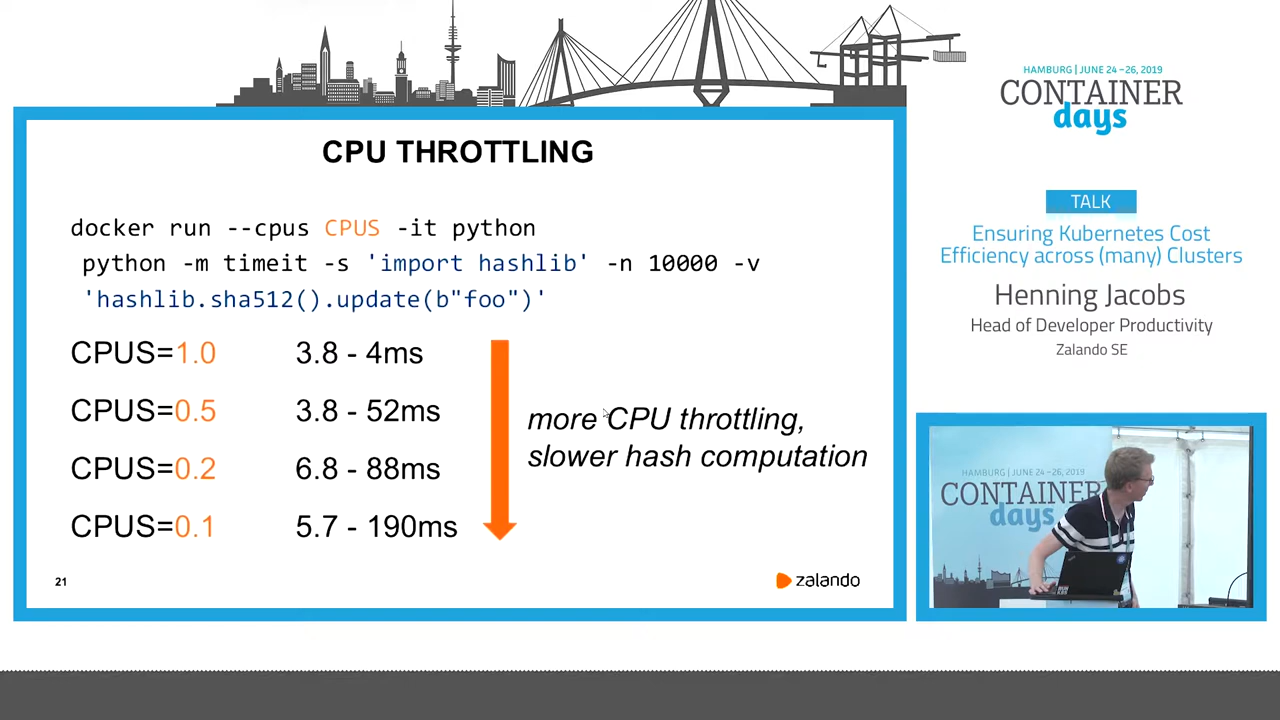 CPU THROTTLING
docker run --cpus CPUS -it python
python -m timeit -s 'import hashlib' -n 10000 -v
'hashlib.sha512().update(b"foo")'
CPUS=1.0 3.8 - 4ms
CPUS=0.5 3.8 - 52ms
CPUS=0.2 6.8 - 88ms
CPUS=0.1 5.7 - 190ms
more CPU throttling,
slower hash computation
21
zalando
HAMBURG | JUNE 24 –26, 2019
CONTAINER
days
TALK
Ensuring Kubernetes Cost
Efficiency across (many) Clusters
Henning Jacobs
Head of Developer Productivity
Zalando SE
HAMBURG | JUNE 24 –26, 2019
CONTAINER
days